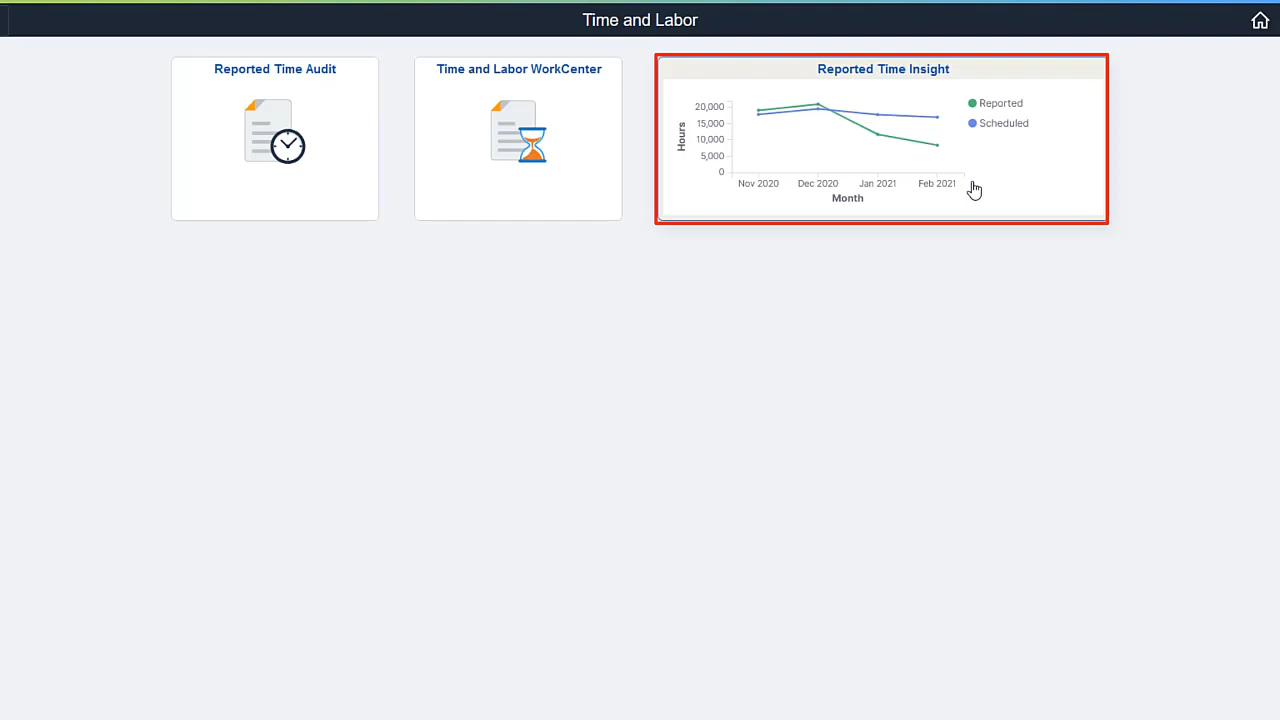 Time and Labor
Reported Time Audit
Time and Labor WorkCenter
Reported Time Insight
Hours
20,000
15,000
10,000
5,000
0
Nov 2020 Dec 2020 Jan 2021 Feb 2021
Month
Reported
Scheduled